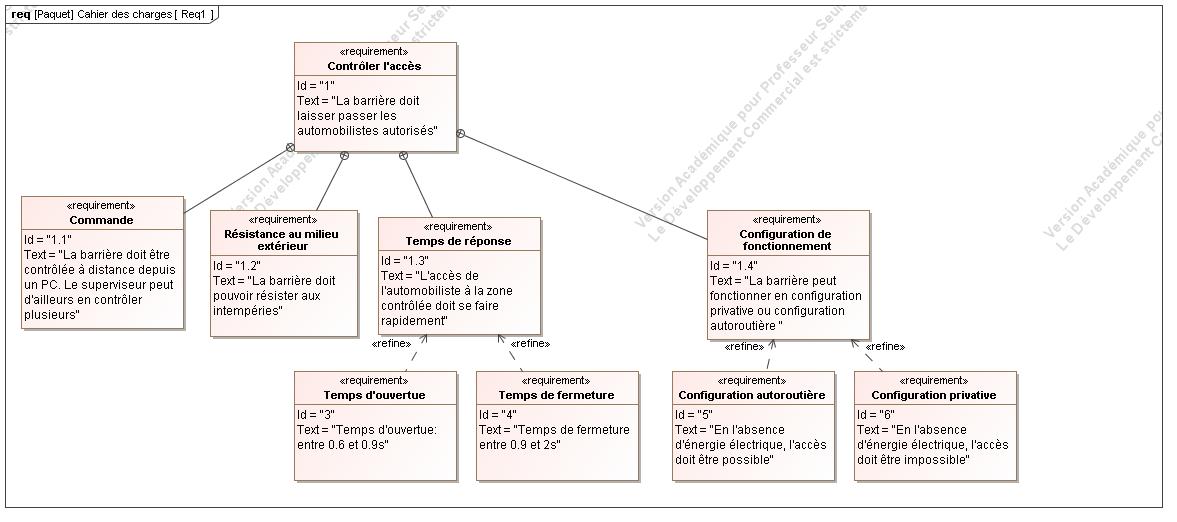 req [Paquet] Cahier des charges [ Req1 ]
«requirement»
Contrôler l'accès
Id = "1"
Text = "La barrière doit
laisser passer les
automobilistes autorisés"
«requirement»
Commande
Id = "1.1"
Text = "La barrière doit être
contrôlée à distance depuis
un PC. Le superviseur peut
d'ailleurs en contrôler
plusieurs"
«requirement»
Résistance au milieu
extérieur
Id = "1.2"
Text = "La barrière doit
pouvoir résister aux
intempéries"
«requirement»
Temps de réponse
Id = "1.3"
Text = "L'accès de
l'automobiliste à la zone
contrôlée doit se faire
rapidement"
«requirement»
Configuration de
fonctionnement
Id = "1.4"
Text = "La barrière peut
fonctionner en configuration
privative ou configuration
autoroutière "
«refine»
«refine»
«refine»
«refine»
«requirement»
Temps d'ouvertue
Id = "3"
Text = "Temps d'ouvertue:
entre 0.6 et 0.9s"
«requirement»
Temps de fermeture
Id = "4"
Text = "Temps de fermeture
entre 0.9 et 2s"
«requirement»
Configuration autoroutière
Id = "5"
Text = "En l'absence
d'énergie électrique, l'accès
doit être possible"
«requirement»
Configuration privative
Id = "6"
Text = "En l'absence
d'énergie électrique, l'accès
doit être impossible"
Version Académique pour Professeur Seu
Le Développement Commercial est stricteme
Version Académique pou
Le Développement C